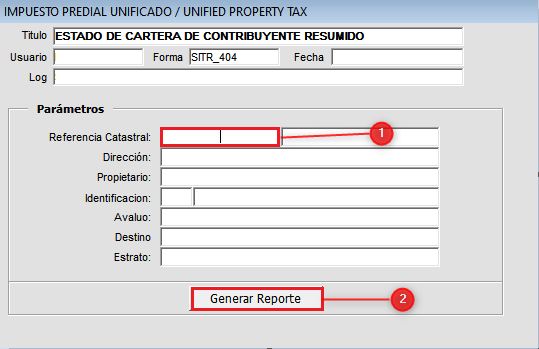 IMPUESTO PREDIAL UNIFICADO / UNIFIED PROPERTY TAX
Titulo ESTADO DE CARTERA DE CONTRIBUYENTE RESUMIDO
Usuario Forma SITR_404 Fecha
Log
Parámetros
Referencia Catastral: 1
Dirección:
Propietario:
Identificacion:
Avaluo:
Destino
Estrato:
Generar Reporte 2